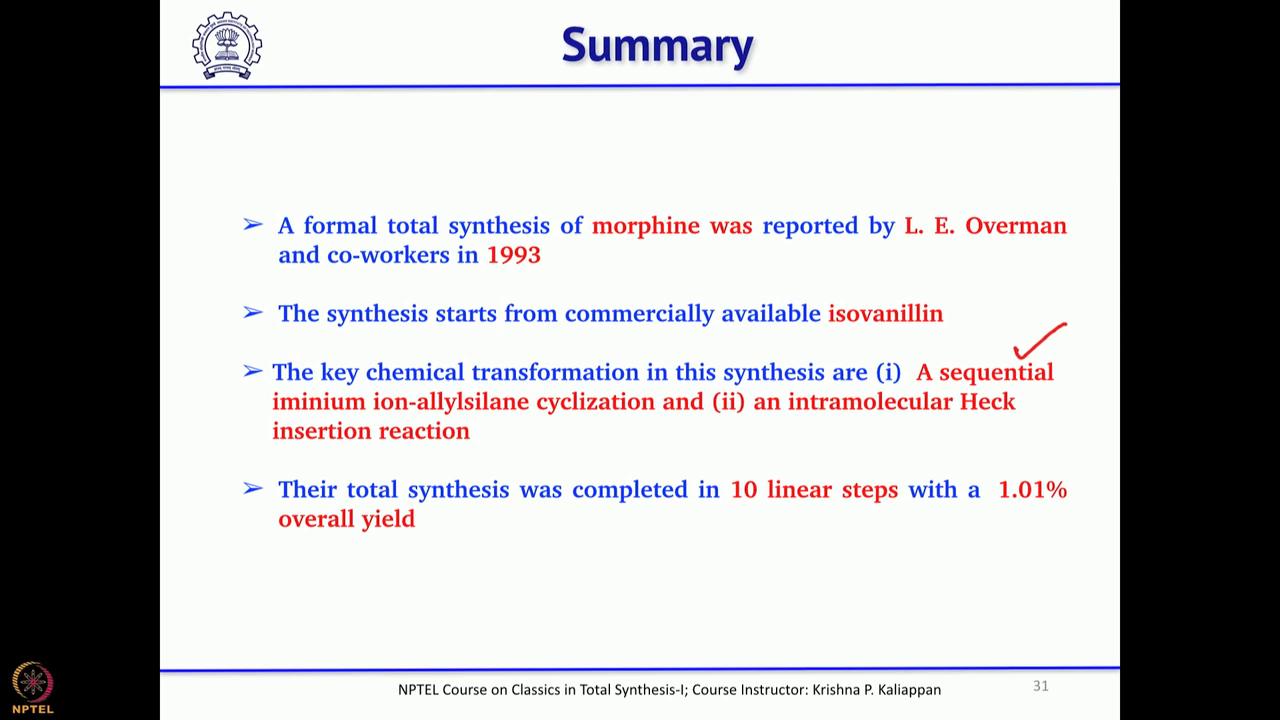 Summary
➢ A formal total synthesis of morphine was reported by L. E. Overman
and co-workers in 1993
➢ The synthesis starts from commercially available isovanillin
➢ The key chemical transformation in this synthesis are (i) A sequential
iminium ion-allylsilane cyclization and (ii) an intramolecular Heck
insertion reaction
➢ Their total synthesis was completed in 10 linear steps with a 1.01%
overall yield
NPTEL Course on Classics in Total Synthesis-I; Course Instructor: Krishna P. Kaliappan
31
NPTEL